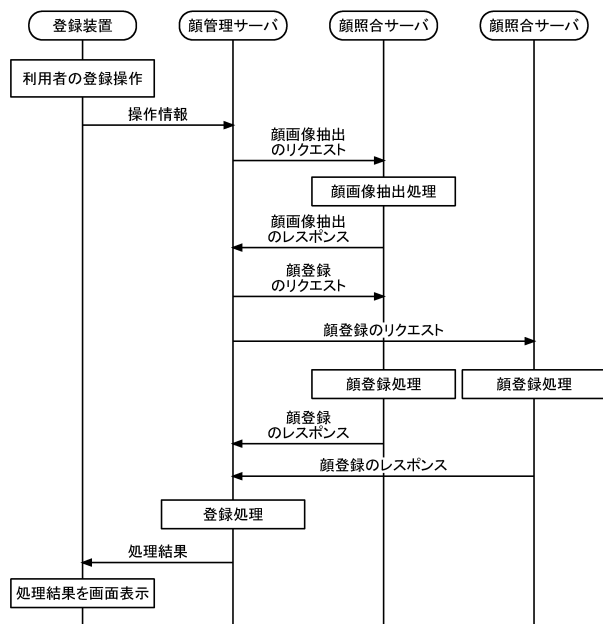 登録装置
顔管理サーバ
顔照合サーバ
顔照合サーバ
利用者の登録操作
操作情報
顔画像抽出
のリクエスト
顔画像抽出処理
顔画像抽出
のレスポンス
顔登録
のリクエスト
顔登録のリクエスト
顔登録処理
顔登録処理
顔登録
のレスポンス
顔登録のレスポンス
登録処理
処理結果
処理結果を画面表示